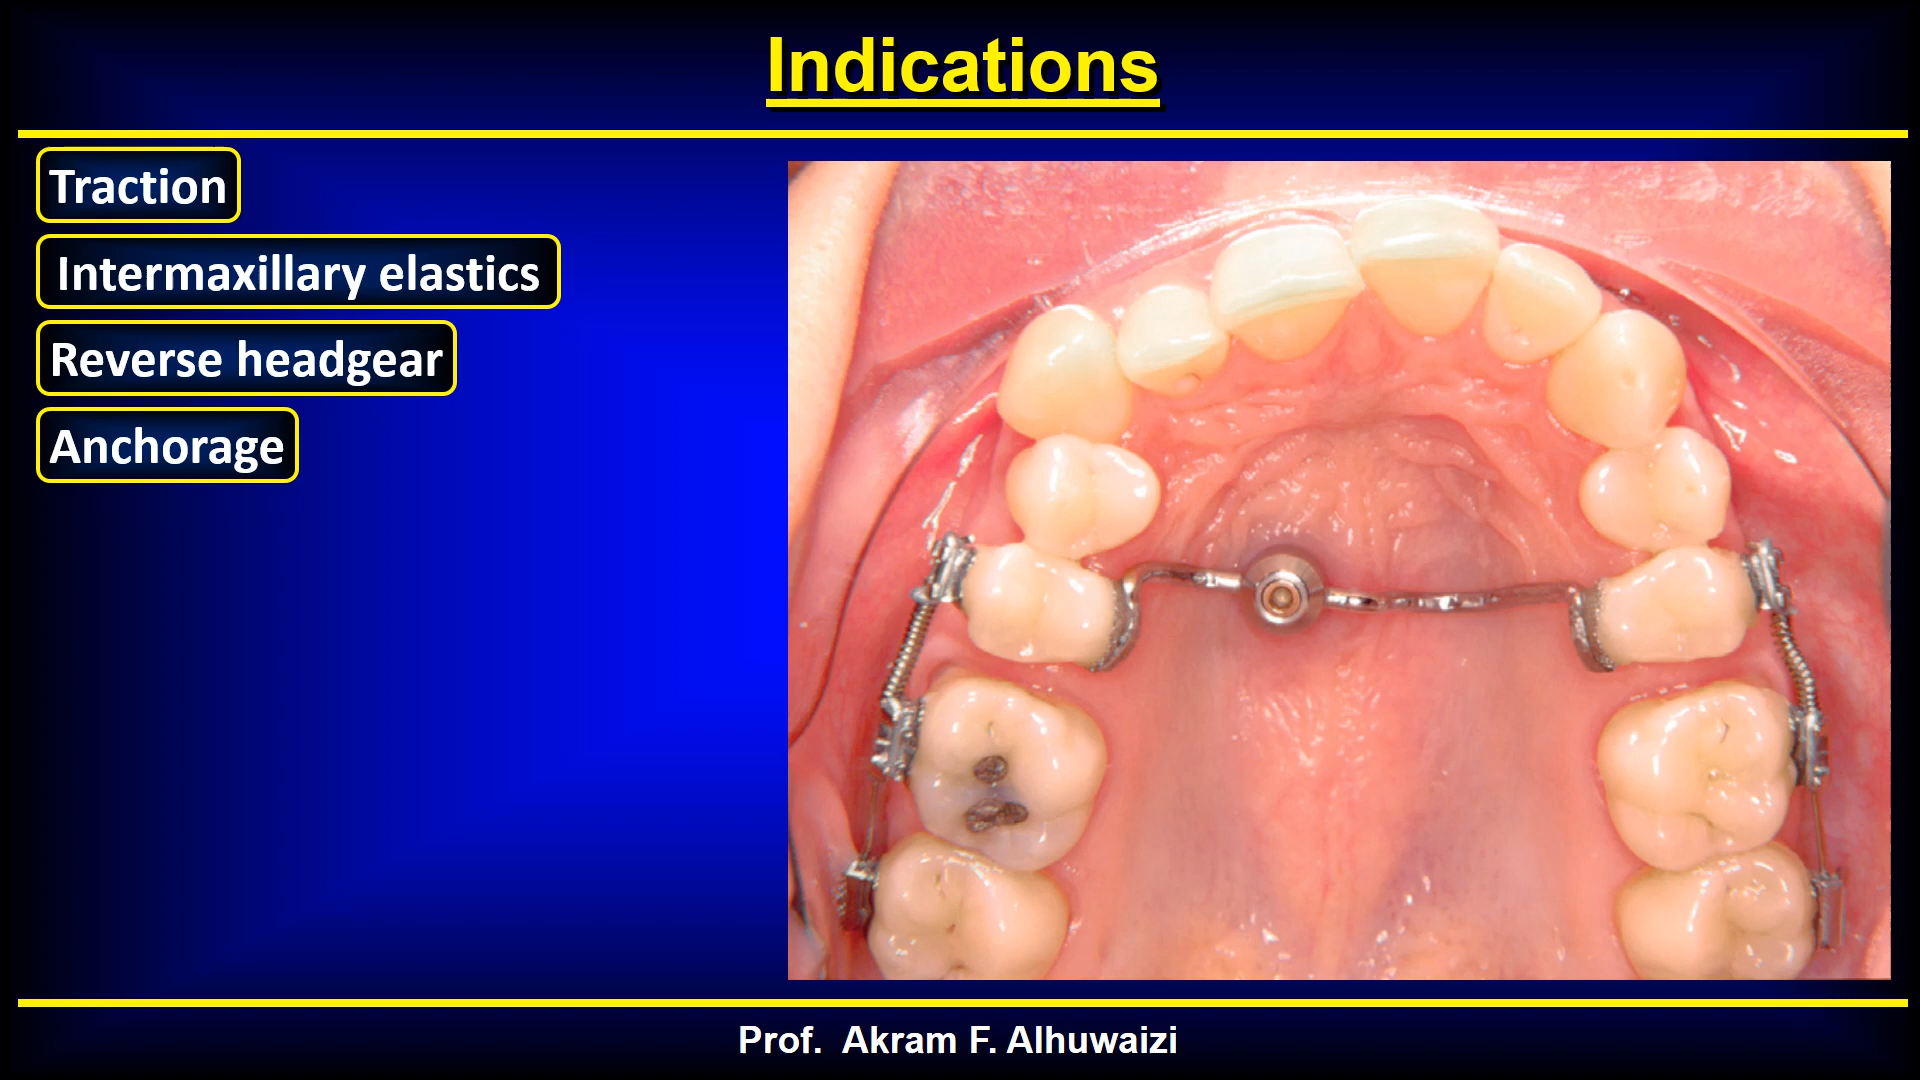 Indications
Traction
Intermaxillary elastics
Reverse headgear
Anchorage
Prof. Akram F. Alhuwaizi